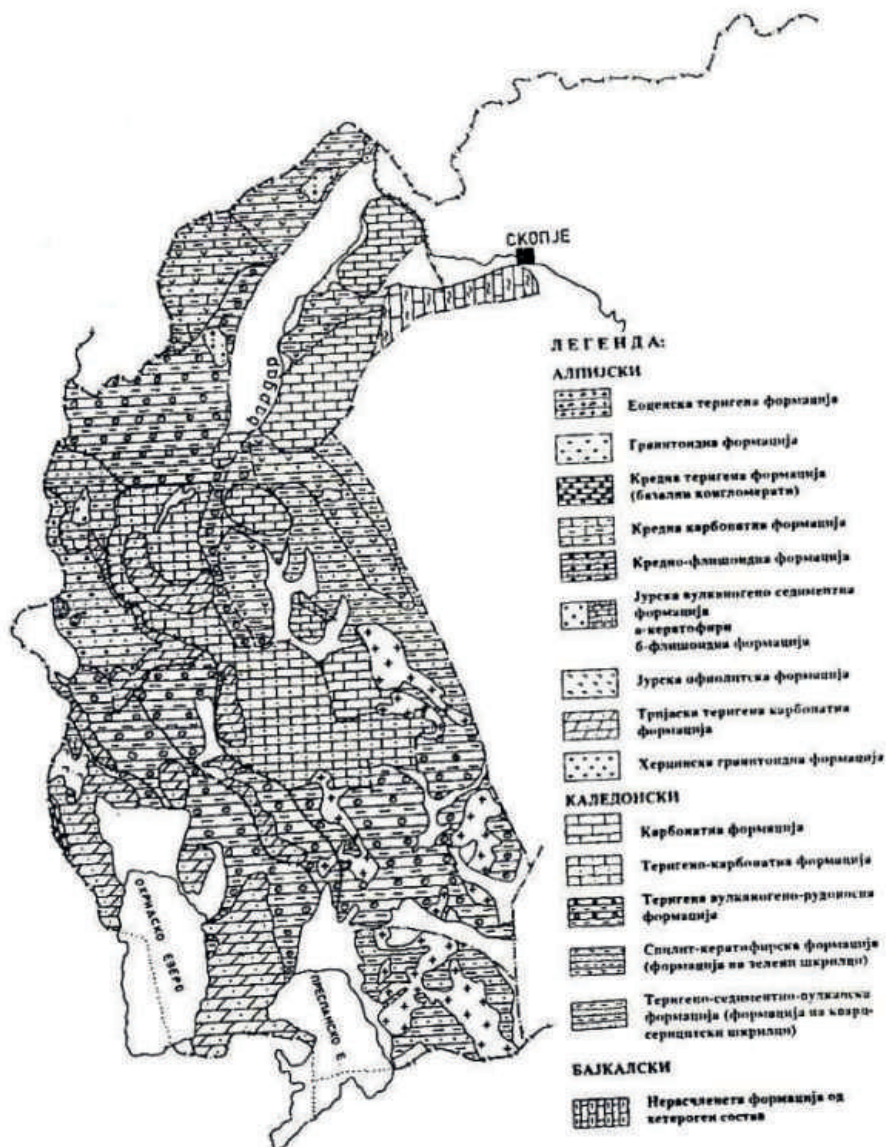 СКОПЈЕ
Вардар
ОХРИДСКО ЕЗЕРО
ПРЕСПАНСКО Е.
ЛЕГЕНДА:
АЛПИЈСКИ
Еоценска теригена формација
Гранитоидна формација
Кредна теригена формација
(базални конгломерати)
Кредна карбонатна формација
Кредно-флишоидна формација
Јурска вулканогено седиментна
формација
а-кератофири
б-флишоидна формација
Јурска офиолитска формација
Тријаска теригена карбонатна
формација
Херцинска гранитоидна формација
КАЛЕДОНСКИ
Карбонатна формација
Теригено-карбонатна формација
Теригена вулканогено-рудоносна
формација
Спилит-кератофирска формација
(формација на зелени шкрилци)
Теригено-седиментно-вулканска
формација (формација на кварц-
серицитски шкрилци)
БАЈКАЛСКИ
Нерасчленета формација од
хетероген состав